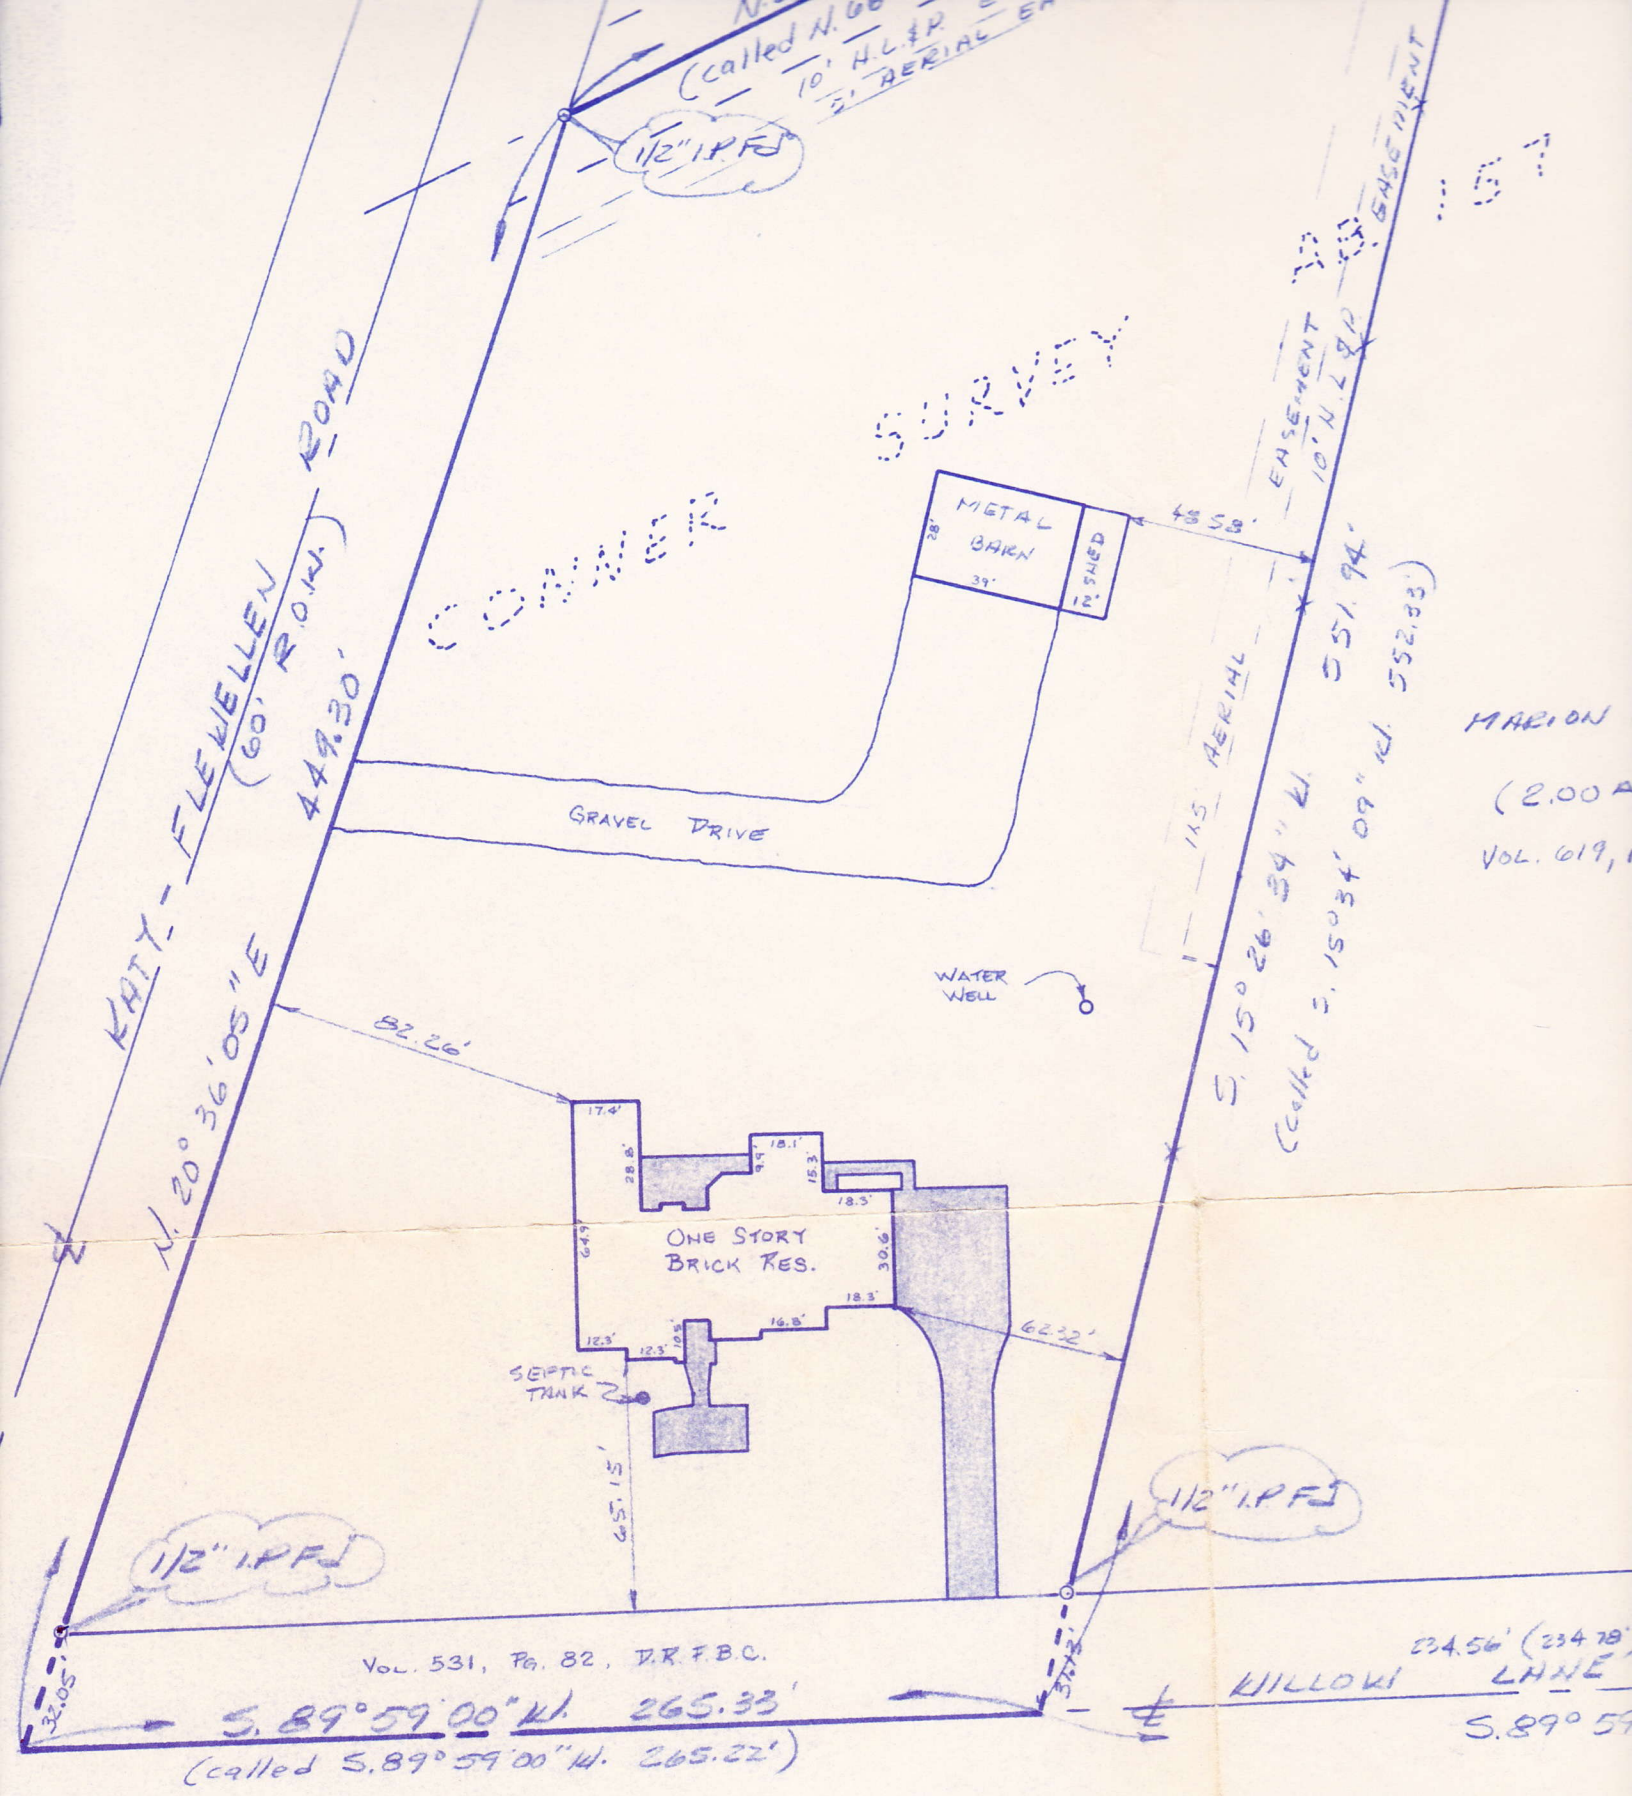 (called N. 66
10' H.L.&P. E
5' AERIAL EA
1/2" I.P. Fd
EASEMENT
CONNER SURVEY
KATY - FLEWELLEN ROAD
(60' R.O.W.)
449.30'
N. 20° 36' 05" E
EASEMENT
10' H.L.&P.
METAL
BARN
28'
39'
12' SHED
48.58'
AERIAL
S. 15° 26' 34" W. 551.94'
(called S. 15° 34' 09" W. 552.33')
MARION
(2.00 A
VOL. 619,
GRAVEL DRIVE
WATER
WELL
82.26'
17.4'
28.8'
9.9'
18.1'
15.3'
18.3'
64.9'
ONE STORY
BRICK RES.
30.6'
18.3'
16.8'
12.3'
12.3'
10.5'
62.32'
SEPTIC
TANK
65.15'
1/2" I.P. Fd
1/2" I.P. Fd
32.05'
VOL. 531, PG. 82, D.R.F.B.C.
S. 89° 59' 00" W. 265.33'
(called S. 89° 59' 00" W. 265.22')
234.56' (234.78'
WILLOW LANE
S. 89° 59